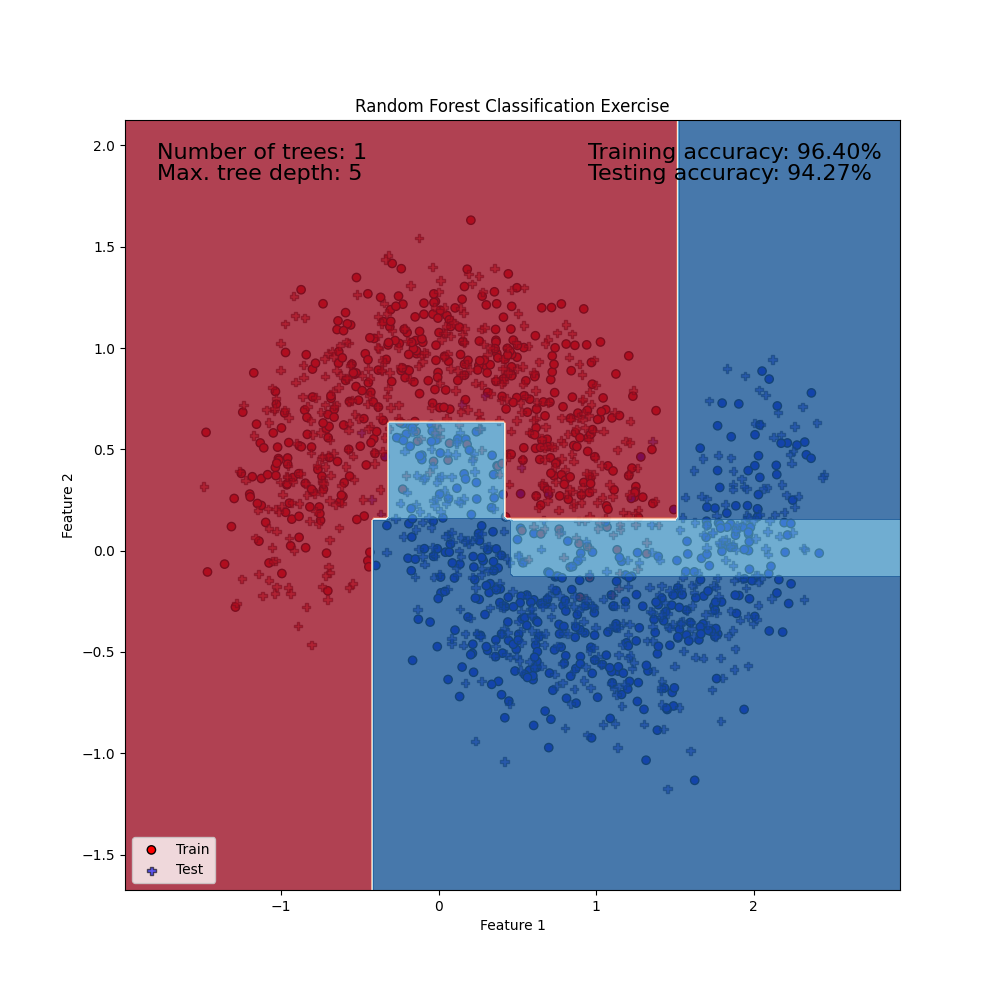 Random Forest Classification Exercise
Number of trees: 1
Max. tree depth: 5
Training accuracy: 96.40%
Testing accuracy: 94.27%
2.0
1.5
1.0
0.5
0.0
−0.5
−1.0
−1.5
Feature 2
Train
Test
−1
0
1
2
Feature 1